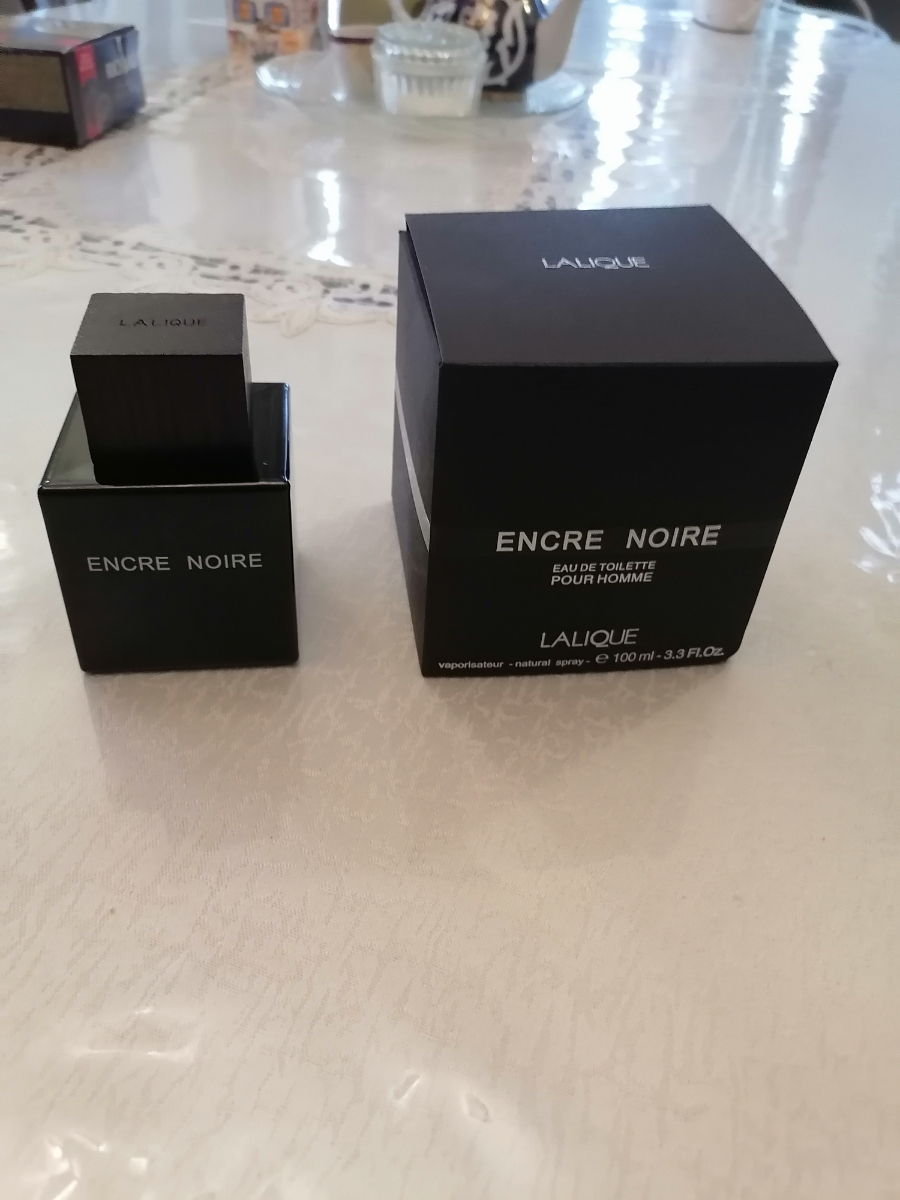 LALIQUE
ENCRE NOIRE
LALIQUE
ENCRE NOIRE
EAU DE TOILETTE
POUR HOMME
LALIQUE
vaporisateur - natural spray - ℮ 100 ml - 3.3 Fl.Oz.